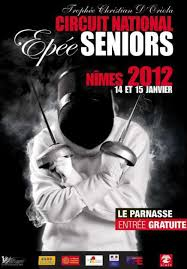 Trophée Christian D'Oriola
CIRCUIT NATIONAL
Epée SENIORS
NÎMES 2012
14 ET 15 JANVIER
LE PARNASSE
ENTRÉE GRATUITE